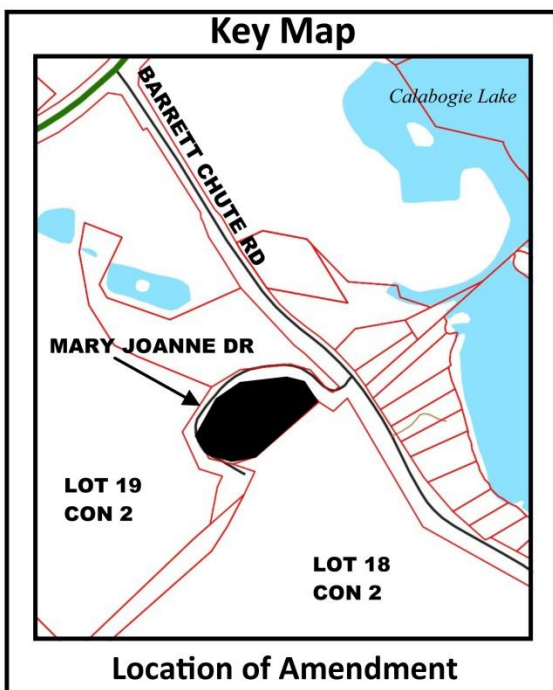 Key Map
Calabogie Lake
BARRETT CHUTE RD
MARY JOANNE DR
LOT 19
CON 2
LOT 18
CON 2
Location of Amendment